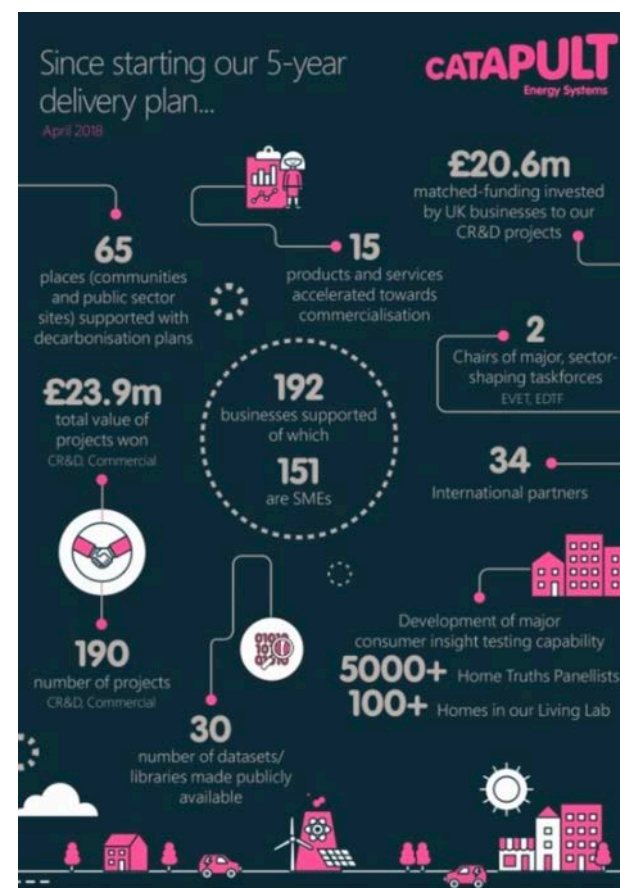 Since starting our 5-year
delivery plan...
April 2018
CATAPULT
Energy Systems
£20.6m
matched-funding invested
by UK businesses to our
CR&D projects
65
places (communities
and public sector
sites) supported with
decarbonisation plans
15
products and services
accelerated towards
commercialisation
2
Chairs of major, sector-
shaping taskforces
EVET, EDTF
£23.9m
total value of
projects won
CR&D, Commercial
192
businesses supported
of which
151
are SMEs
34
International partners
190
number of projects
CR&D, Commercial
01010
1010
01010
30
number of datasets/
libraries made publicly
available
Development of major
consumer insight testing capability
5000+ Home Truths Panellists
100+ Homes in our Living Lab